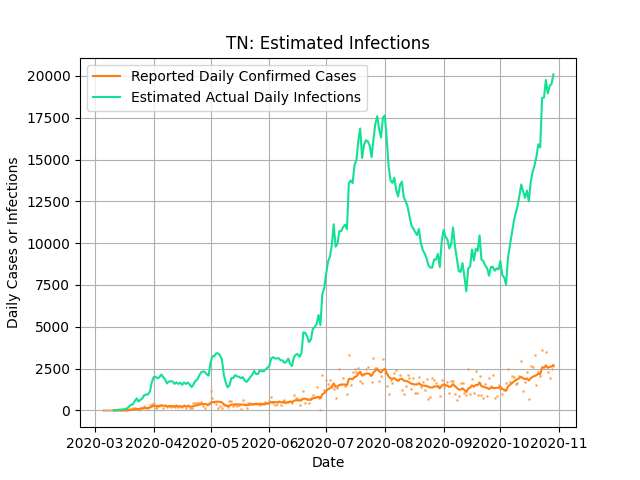 TN: Estimated Infections
Reported Daily Confirmed Cases
Estimated Actual Daily Infections
20000
17500
15000
12500
10000
7500
5000
2500
0
Daily Cases or Infections
2020-03 2020-04 2020-05 2020-06 2020-07 2020-08 2020-09 2020-10 2020-11
Date